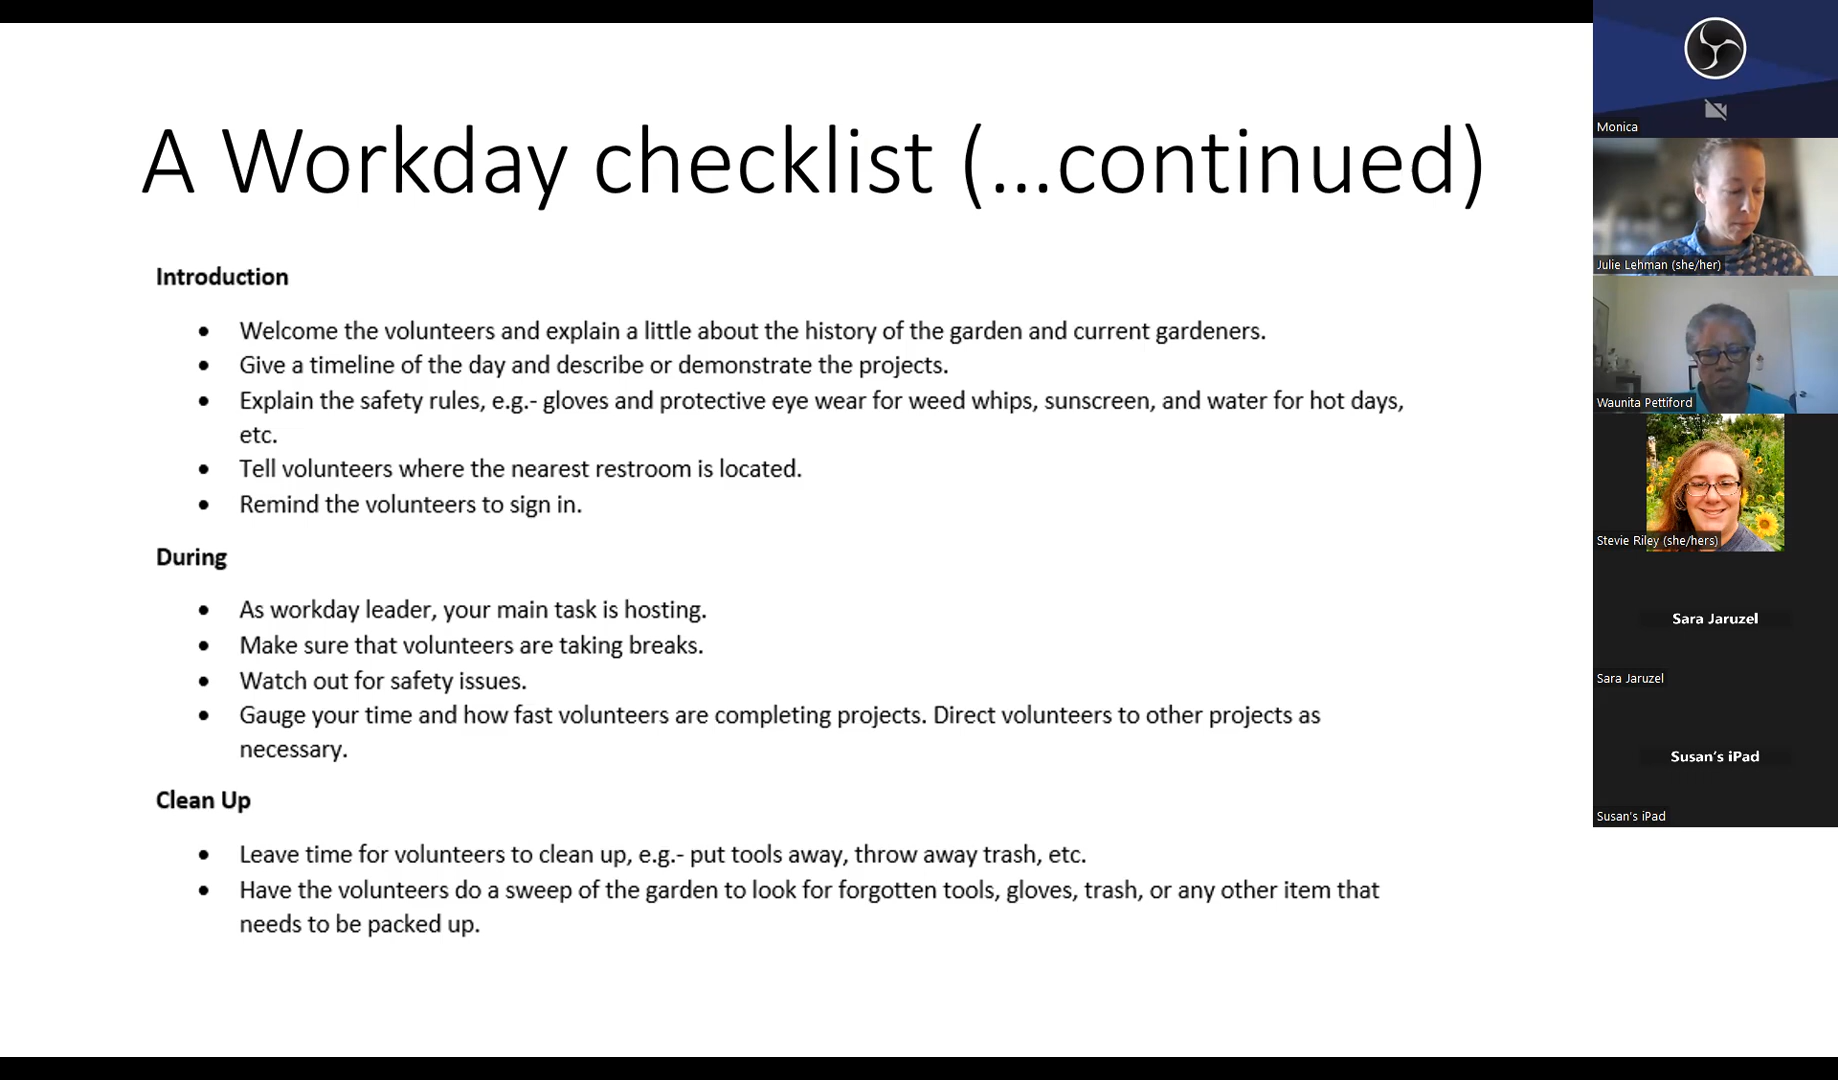 A Workday checklist (...continued)
Introduction
• Welcome the volunteers and explain a little about the history of the garden and current gardeners.
• Give a timeline of the day and describe or demonstrate the projects.
• Explain the safety rules, e.g.- gloves and protective eye wear for weed whips, sunscreen, and water for hot days,
etc.
• Tell volunteers where the nearest restroom is located.
• Remind the volunteers to sign in.
During
• As workday leader, your main task is hosting.
• Make sure that volunteers are taking breaks.
• Watch out for safety issues.
• Gauge your time and how fast volunteers are completing projects. Direct volunteers to other projects as
necessary.
Clean Up
• Leave time for volunteers to clean up, e.g.- put tools away, throw away trash, etc.
• Have the volunteers do a sweep of the garden to look for forgotten tools, gloves, trash, or any other item that
needs to be packed up.
Monica
Julie Lehman (she/her)
Waunita Pettiford
Stevie Riley (she/hers)
Sara Jaruzel
Sara Jaruzel
Susan's iPad
Susan's iPad